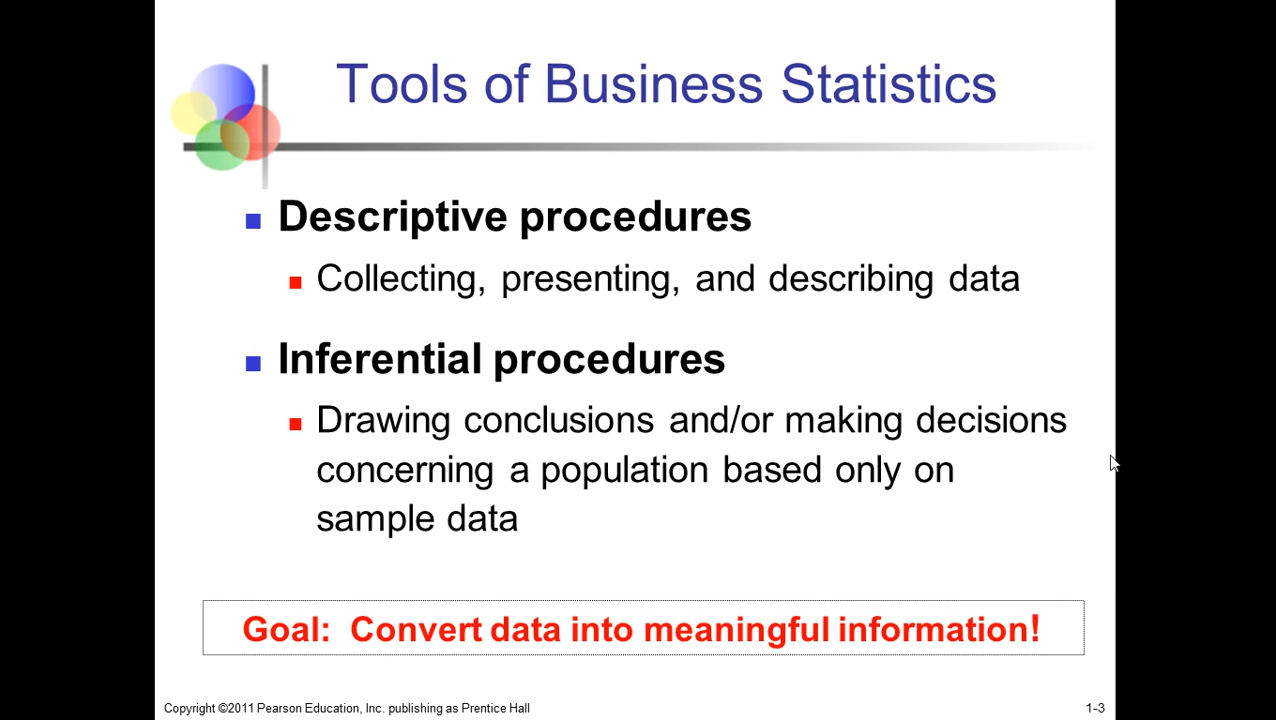 Tools of Business Statistics
Descriptive procedures
Collecting, presenting, and describing data
Inferential procedures
Drawing conclusions and/or making decisions
concerning a population based only on
sample data
Goal:  Convert data into meaningful information!
Copyright ©2011 Pearson Education, Inc. publishing as Prentice Hall
1-3